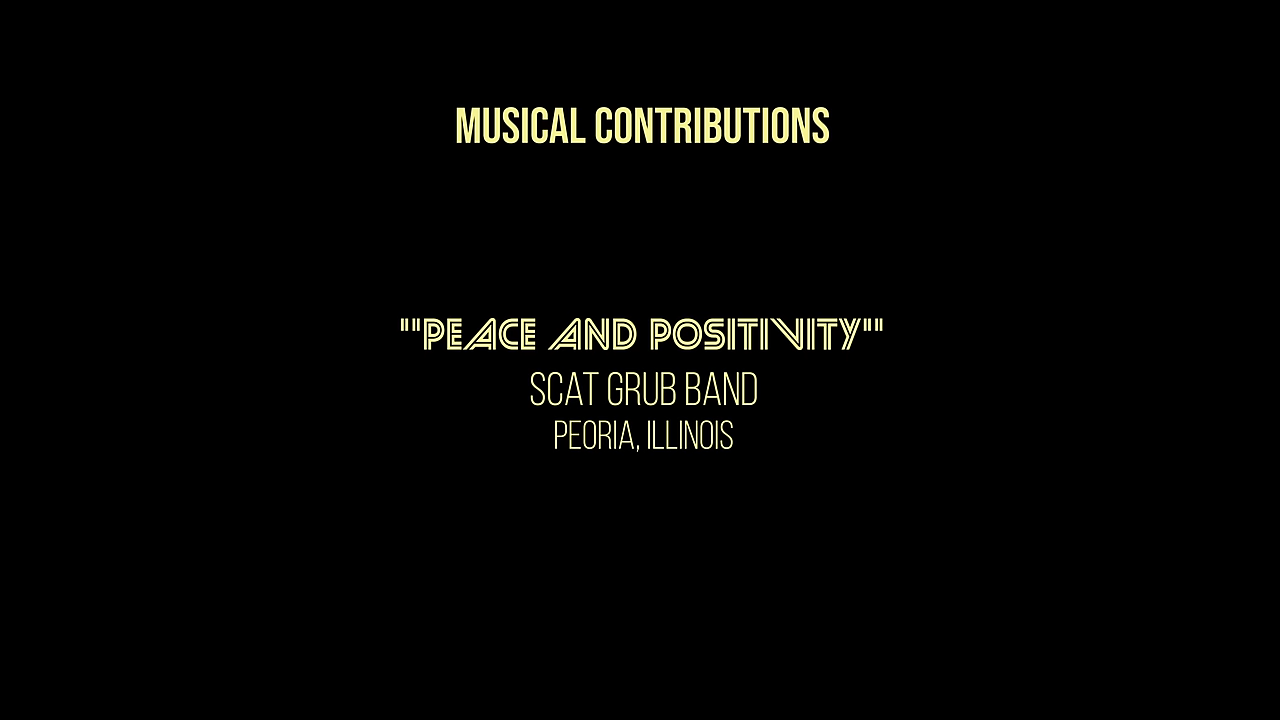 MUSICAL CONTRIBUTIONS
"PEACE AND POSITIVITY"
SCAT GRUB BAND
PEORIA, ILLINOIS